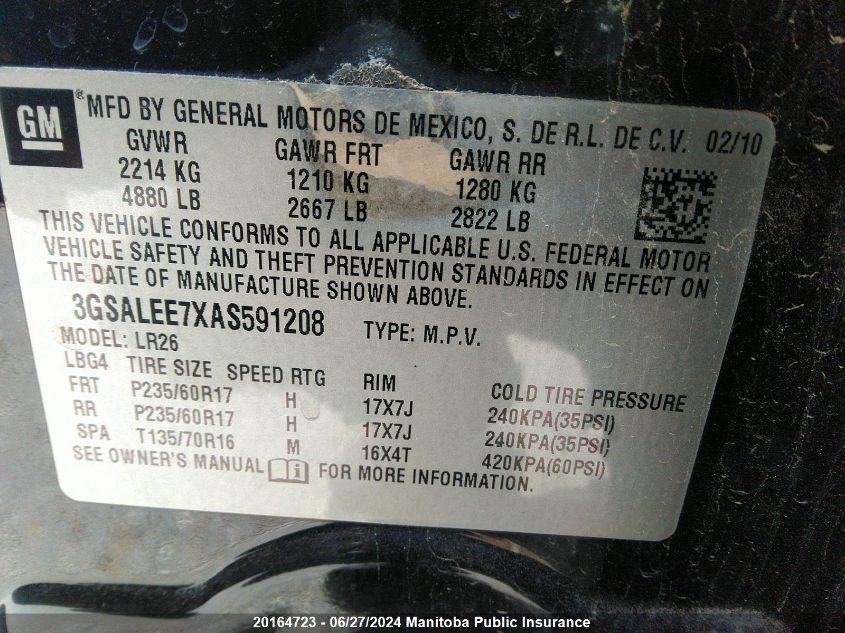 GM ® MFD BY GENERAL MOTORS DE MEXICO, S. DE R.L. DE C.V. 02/10
GVWR GAWR FRT GAWR RR
2214 KG 1210 KG 1280 KG
4880 LB 2667 LB 2822 LB
THIS VEHICLE CONFORMS TO ALL APPLICABLE U.S. FEDERAL MOTOR
VEHICLE SAFETY AND THEFT PREVENTION STANDARDS IN EFFECT ON
THE DATE OF MANUFACTURE SHOWN ABOVE.
3GSALEE7XAS591208 TYPE: M.P.V.
MODEL: LR26
LBG4 TIRE SIZE SPEED RTG RIM COLD TIRE PRESSURE
FRT P235/60R17 H 17X7J 240KPA(35PSI)
RR P235/60R17 H 17X7J 240KPA(35PSI)
SPA T135/70R16 M 16X4T 420KPA(60PSI)
SEE OWNER'S MANUAL FOR MORE INFORMATION.
20164723 - 06/27/2024 Manitoba Public Insurance